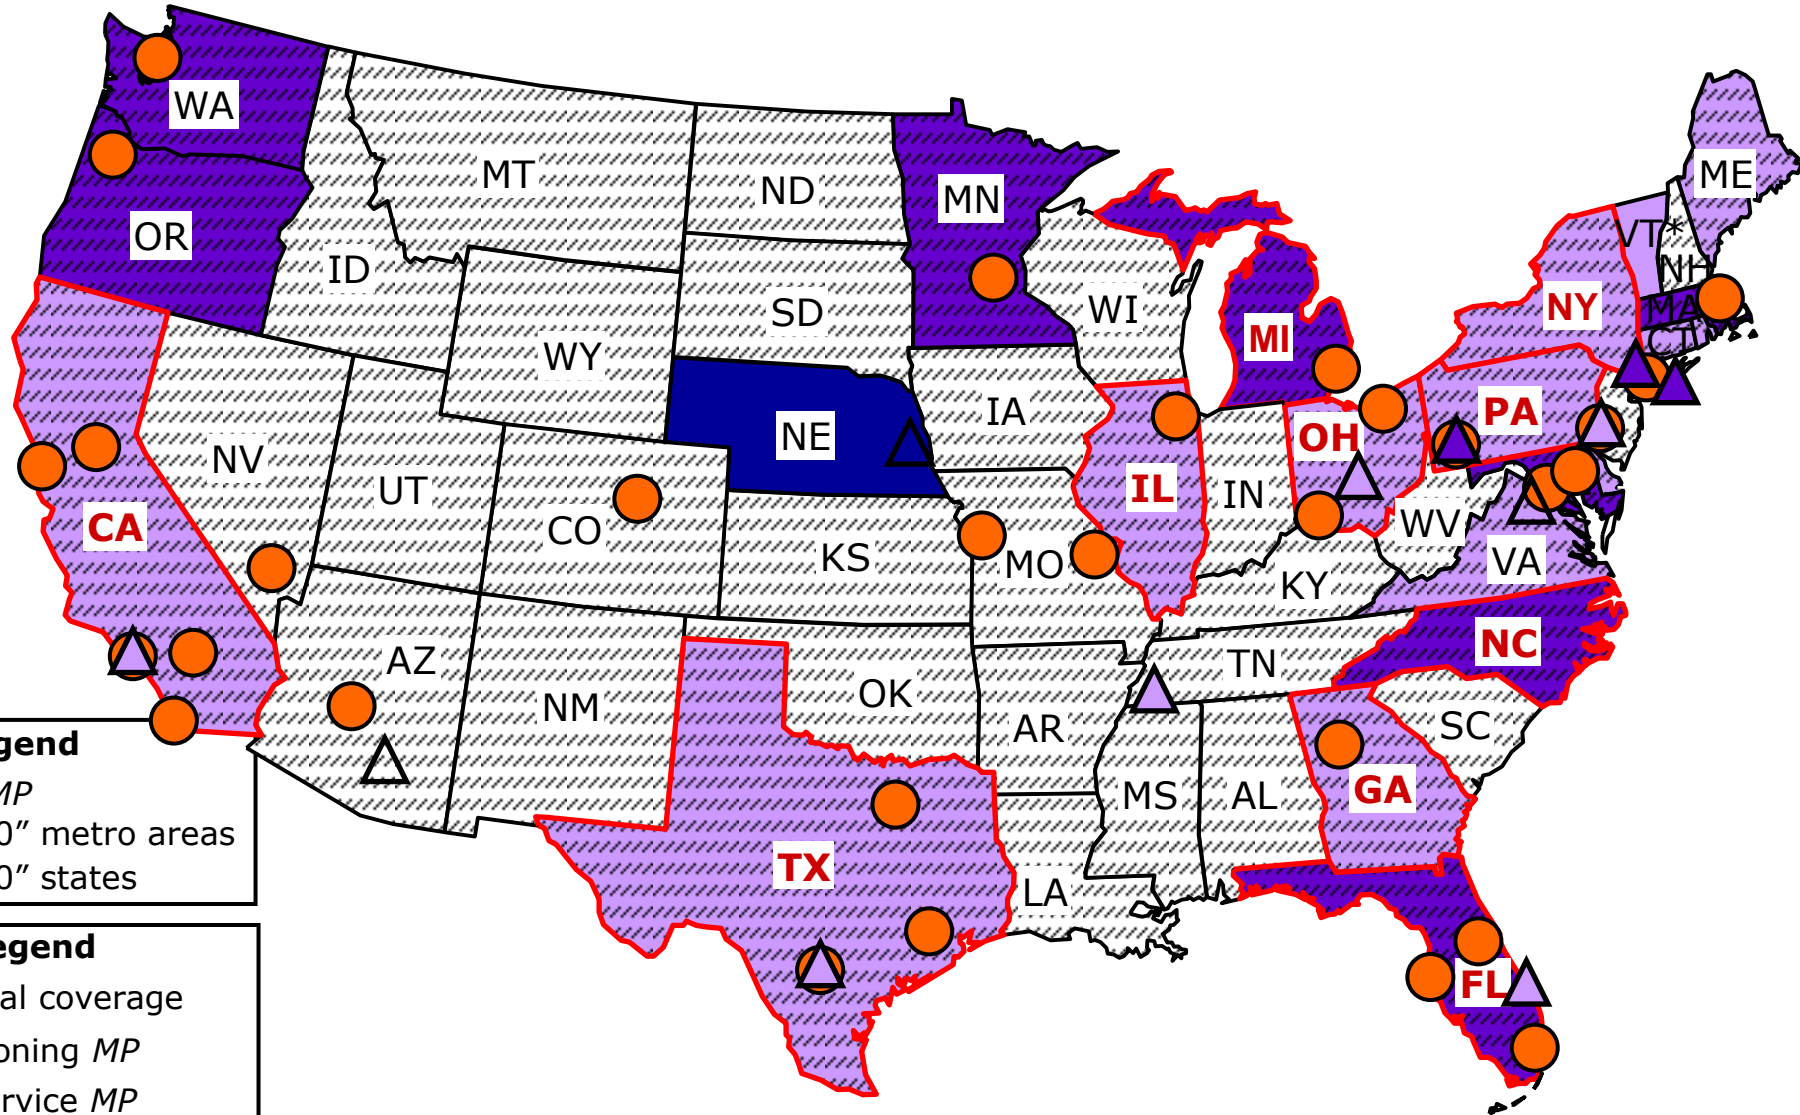 WA
MT
ND
MN
ME
OR
ID
VT*
NH
SD
WI
NY
MA
MI
CT
WY
IA
PA
NE
OH
NV
UT
IL
IN
CO
WV
CA
KS
MO
VA
KY
NC
AZ
TN
NM
OK
AR
SC
MS
AL
GA
TX
LA
FL
gend
MP
0” metro areas
0” states
egend
al coverage
oning MP
rvice MP